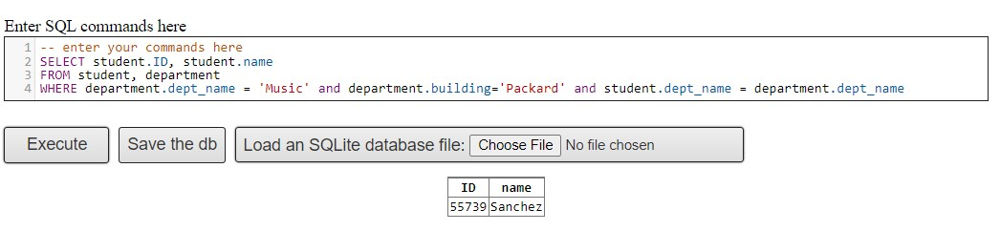 Enter SQL commands here
1 -- enter your commands here
2 SELECT student.ID, student.name
3 FROM student, department
4 WHERE department.dept_name = 'Music' and department.building='Packard' and student.dept_name = department.dept_name
Execute Save the db Load an SQLite database file: Choose File No file chosen
ID name
55739 Sanchez